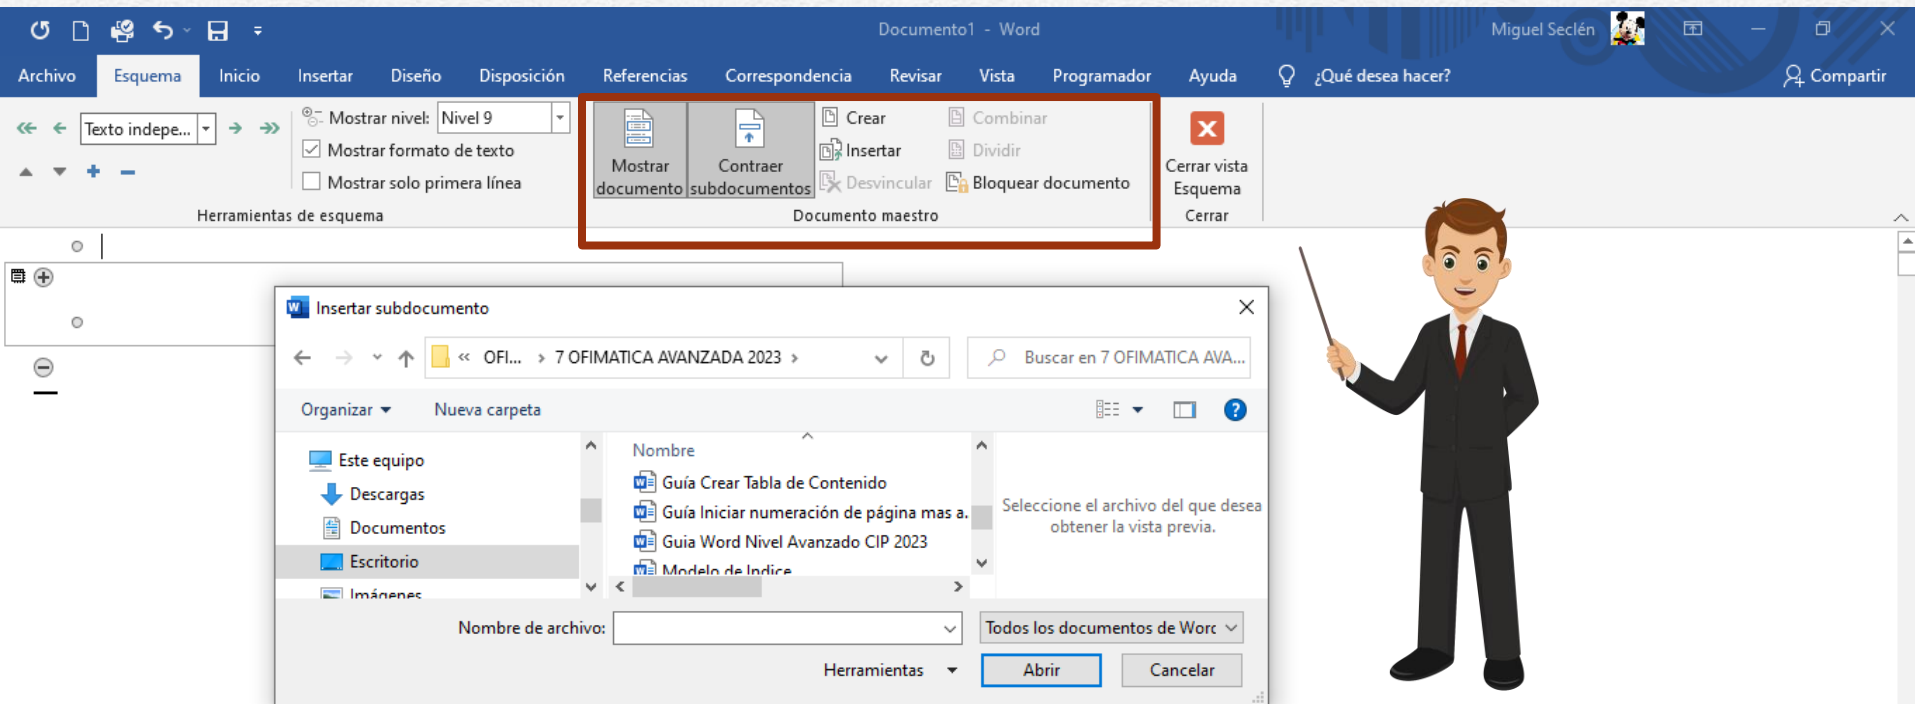 Documento1 - Word
Miguel Seclén
Archivo Esquema Inicio Insertar Diseño Disposición Referencias Correspondencia Revisar Vista Programador Ayuda ¿Qué desea hacer? Compartir
Texto indepe...
Mostrar nivel: Nivel 9
Mostrar formato de texto
Mostrar solo primera línea
Herramientas de esquema
Mostrar documento
Contraer subdocumentos
Crear
Insertar
Desvincular
Combinar
Dividir
Bloquear documento
Documento maestro
Cerrar vista
Esquema
Cerrar
Insertar subdocumento
« OFI... › 7 OFIMATICA AVANZADA 2023 ›
Buscar en 7 OFIMATICA AVA...
Organizar
Nueva carpeta
Este equipo
Descargas
Documentos
Escritorio
Imágenes
Nombre
Guía Crear Tabla de Contenido
Guía Iniciar numeración de página mas a.
Guia Word Nivel Avanzado CIP 2023
Modelo de Indice
Seleccione el archivo del que desea
obtener la vista previa.
Nombre de archivo:
Todos los documentos de Worc
Herramientas
Abrir
Cancelar